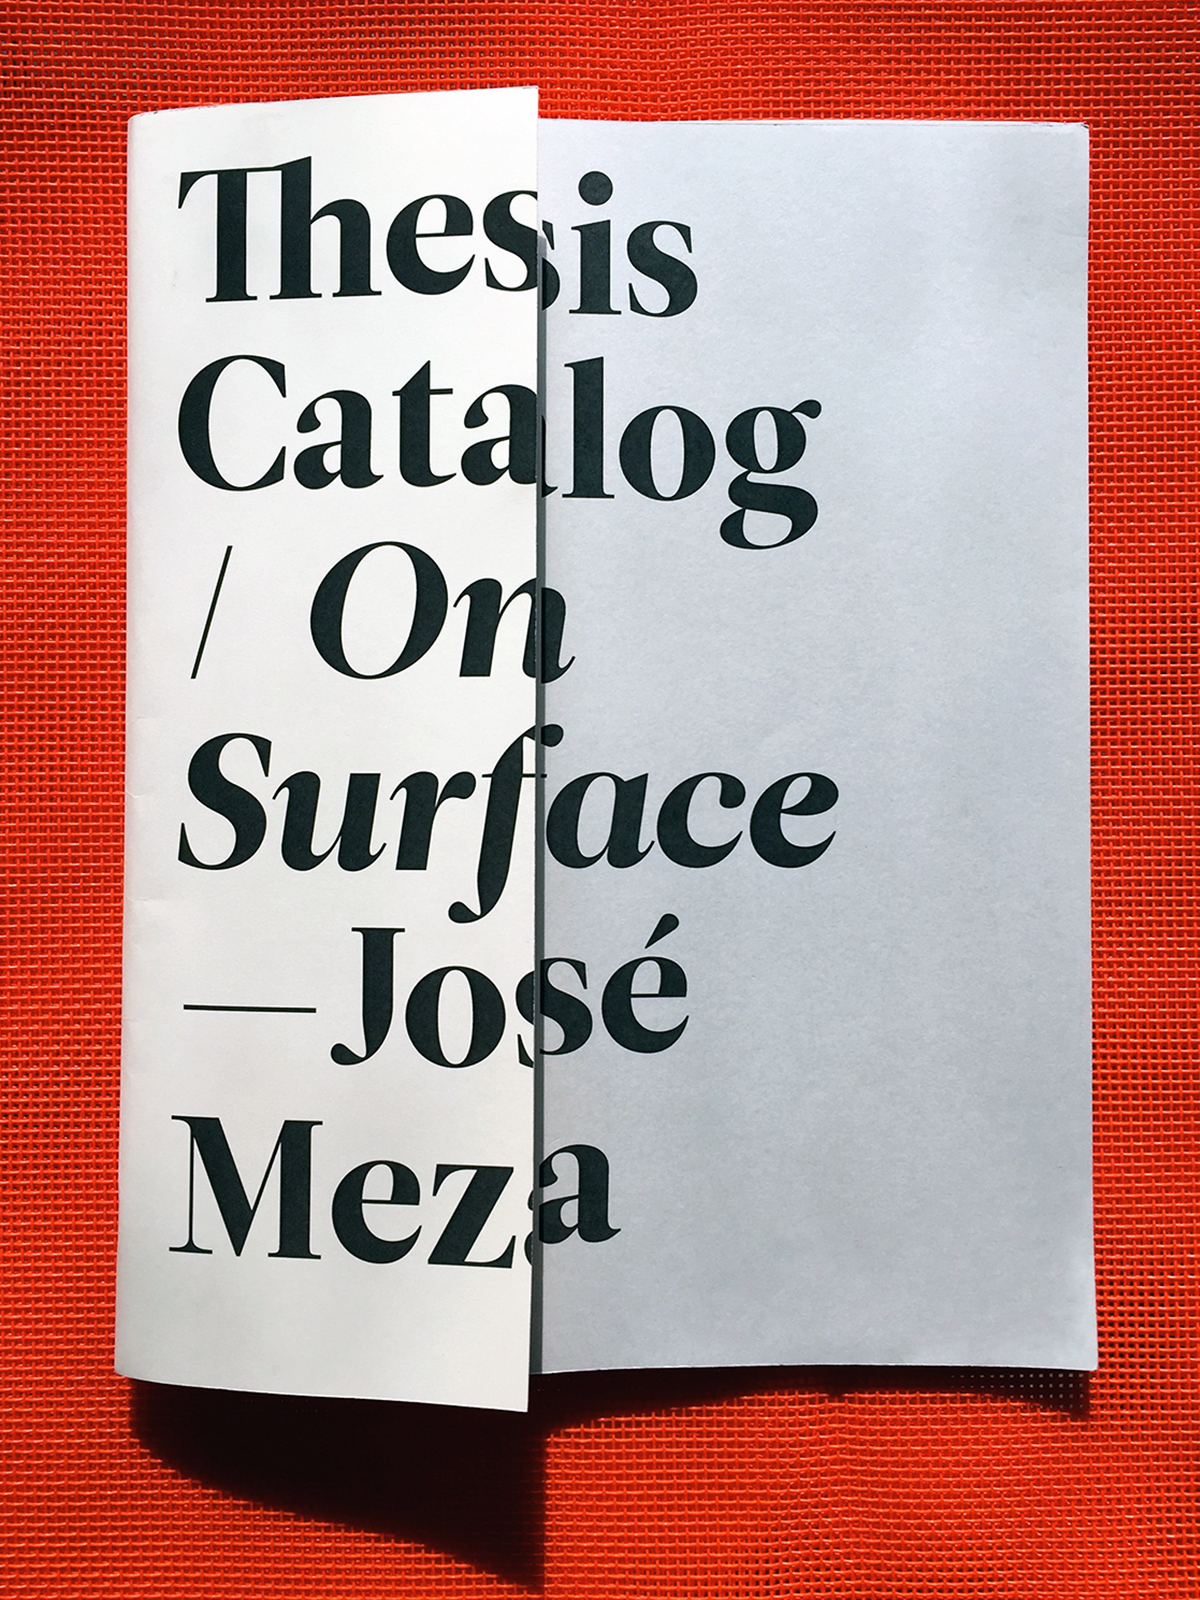 Thesis
Catalog
/ On
Surface
—José
Meza